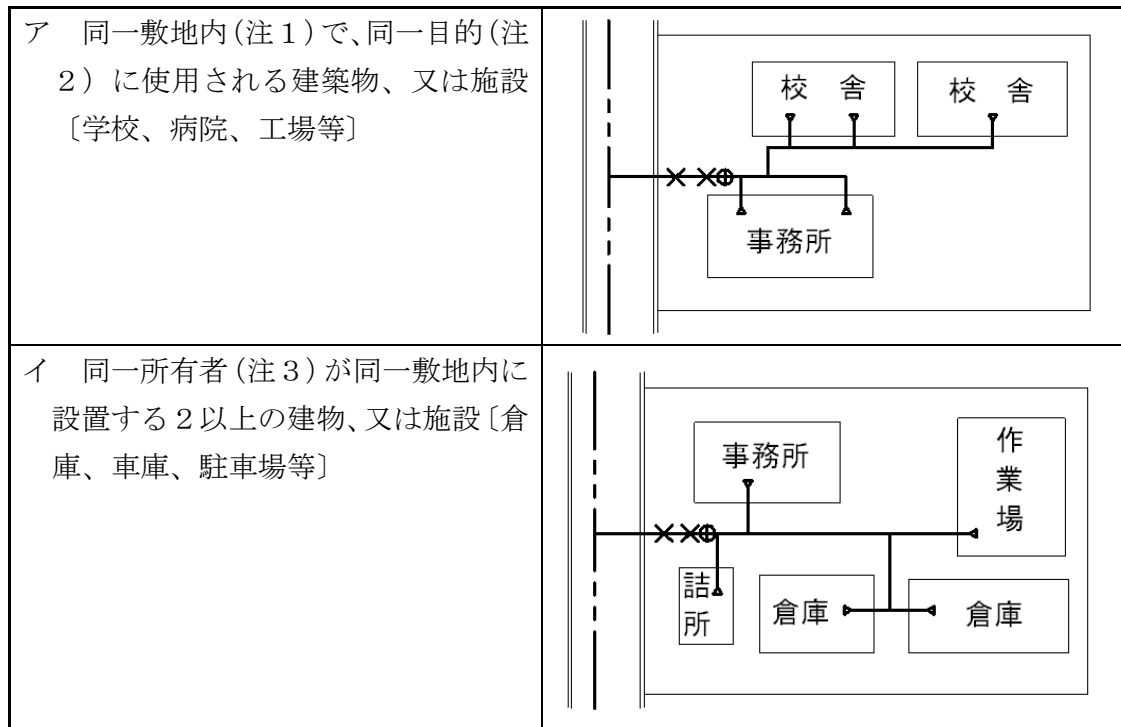 ア　同一敷地内(注１)で、同一目的(注
２）に使用される建築物、又は施設
〔学校、病院、工場等〕
校　舎
校　舎
事務所
イ　同一所有者(注３)が同一敷地内に
設置する２以上の建物、又は施設〔倉
庫、車庫、駐車場等〕
事務所
作業場
詰所
倉庫
倉庫